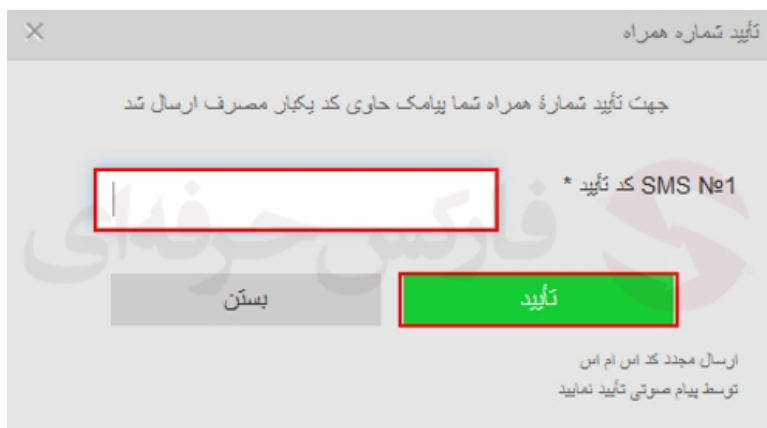 تأیید شماره همراه
جهت تأیید شمارۀ همراه شما پیامک حاوی کد یکبار مصرف ارسال شد
SMS №1 کد تأیید *
فارکس حرفه‌ای
تأیید
بستن
ارسال مجدد کد اس ام اس
توسط پیام صوتی تأیید نمایید